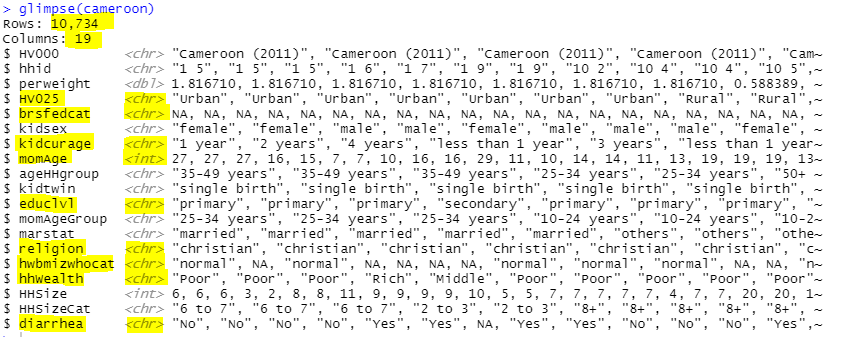 > glimpse(cameroon)
Rows: 10,734
Columns: 19
$ HV000 <chr> "Cameroon (2011)", "Cameroon (2011)", "Cameroon (2011)", "Cameroon (2011)", "Cam~
$ hhid <chr> "1 5", "1 5", "1 5", "1 6", "1 7", "1 9", "1 9", "10 2", "10 4", "10 4", "10 5",~
$ perweight <dbl> 1.816710, 1.816710, 1.816710, 1.816710, 1.816710, 1.816710, 1.816710, 0.588389, ~
$ HV025 <chr> "Urban", "Urban", "Urban", "Urban", "Urban", "Urban", "Urban", "Rural", "Rural",~
$ brsfedcat <chr> NA, NA, NA, NA, NA, NA, NA, NA, NA, NA, NA, NA, NA, NA, NA, NA, NA, NA, NA, NA, ~
$ kidsex <chr> "female", "female", "male", "male", "female", "male", "male", "male", "female", ~
$ kidcurage <chr> "1 year", "2 years", "4 years", "less than 1 year", "3 years", "less than 1 year~
$ momAge <int> 27, 27, 27, 16, 15, 7, 7, 10, 16, 16, 29, 11, 10, 14, 14, 11, 13, 19, 19, 19, 13~
$ ageHHgroup <chr> "35-49 years", "35-49 years", "35-49 years", "25-34 years", "25-34 years", "50+ ~
$ kidtwin <chr> "single birth", "single birth", "single birth", "single birth", "single birth", ~
$ educlvl <chr> "primary", "primary", "primary", "secondary", "primary", "primary", "primary", "~
$ momAgeGroup <chr> "25-34 years", "25-34 years", "25-34 years", "10-24 years", "10-24 years", "10-2~
$ marstat <chr> "married", "married", "married", "married", "married", "others", "others", "othe~
$ religion <chr> "christian", "christian", "christian", "christian", "christian", "christian", "c~
$ hwbmizwhocat <chr> "normal", NA, "normal", NA, NA, NA, NA, "normal", "normal", "normal", NA, NA, "n~
$ hhwealth <chr> "Poor", "Poor", "Poor", "Rich", "Middle", "Poor", "Poor", "Poor", "Poor", "Poor"~
$ HHSize <int> 6, 6, 6, 3, 2, 8, 8, 11, 9, 9, 9, 9, 10, 5, 5, 7, 7, 7, 7, 7, 4, 7, 7, 20, 20, 1~
$ HHSizeCat <chr> "6 to 7", "6 to 7", "6 to 7", "2 to 3", "2 to 3", "8+", "8+", "8+", "8+", "8+", ~
$ diarrhea <chr> "No", "No", "No", "No", "Yes", "Yes", NA, "Yes", "Yes", "No", "No", "No", "Yes",~